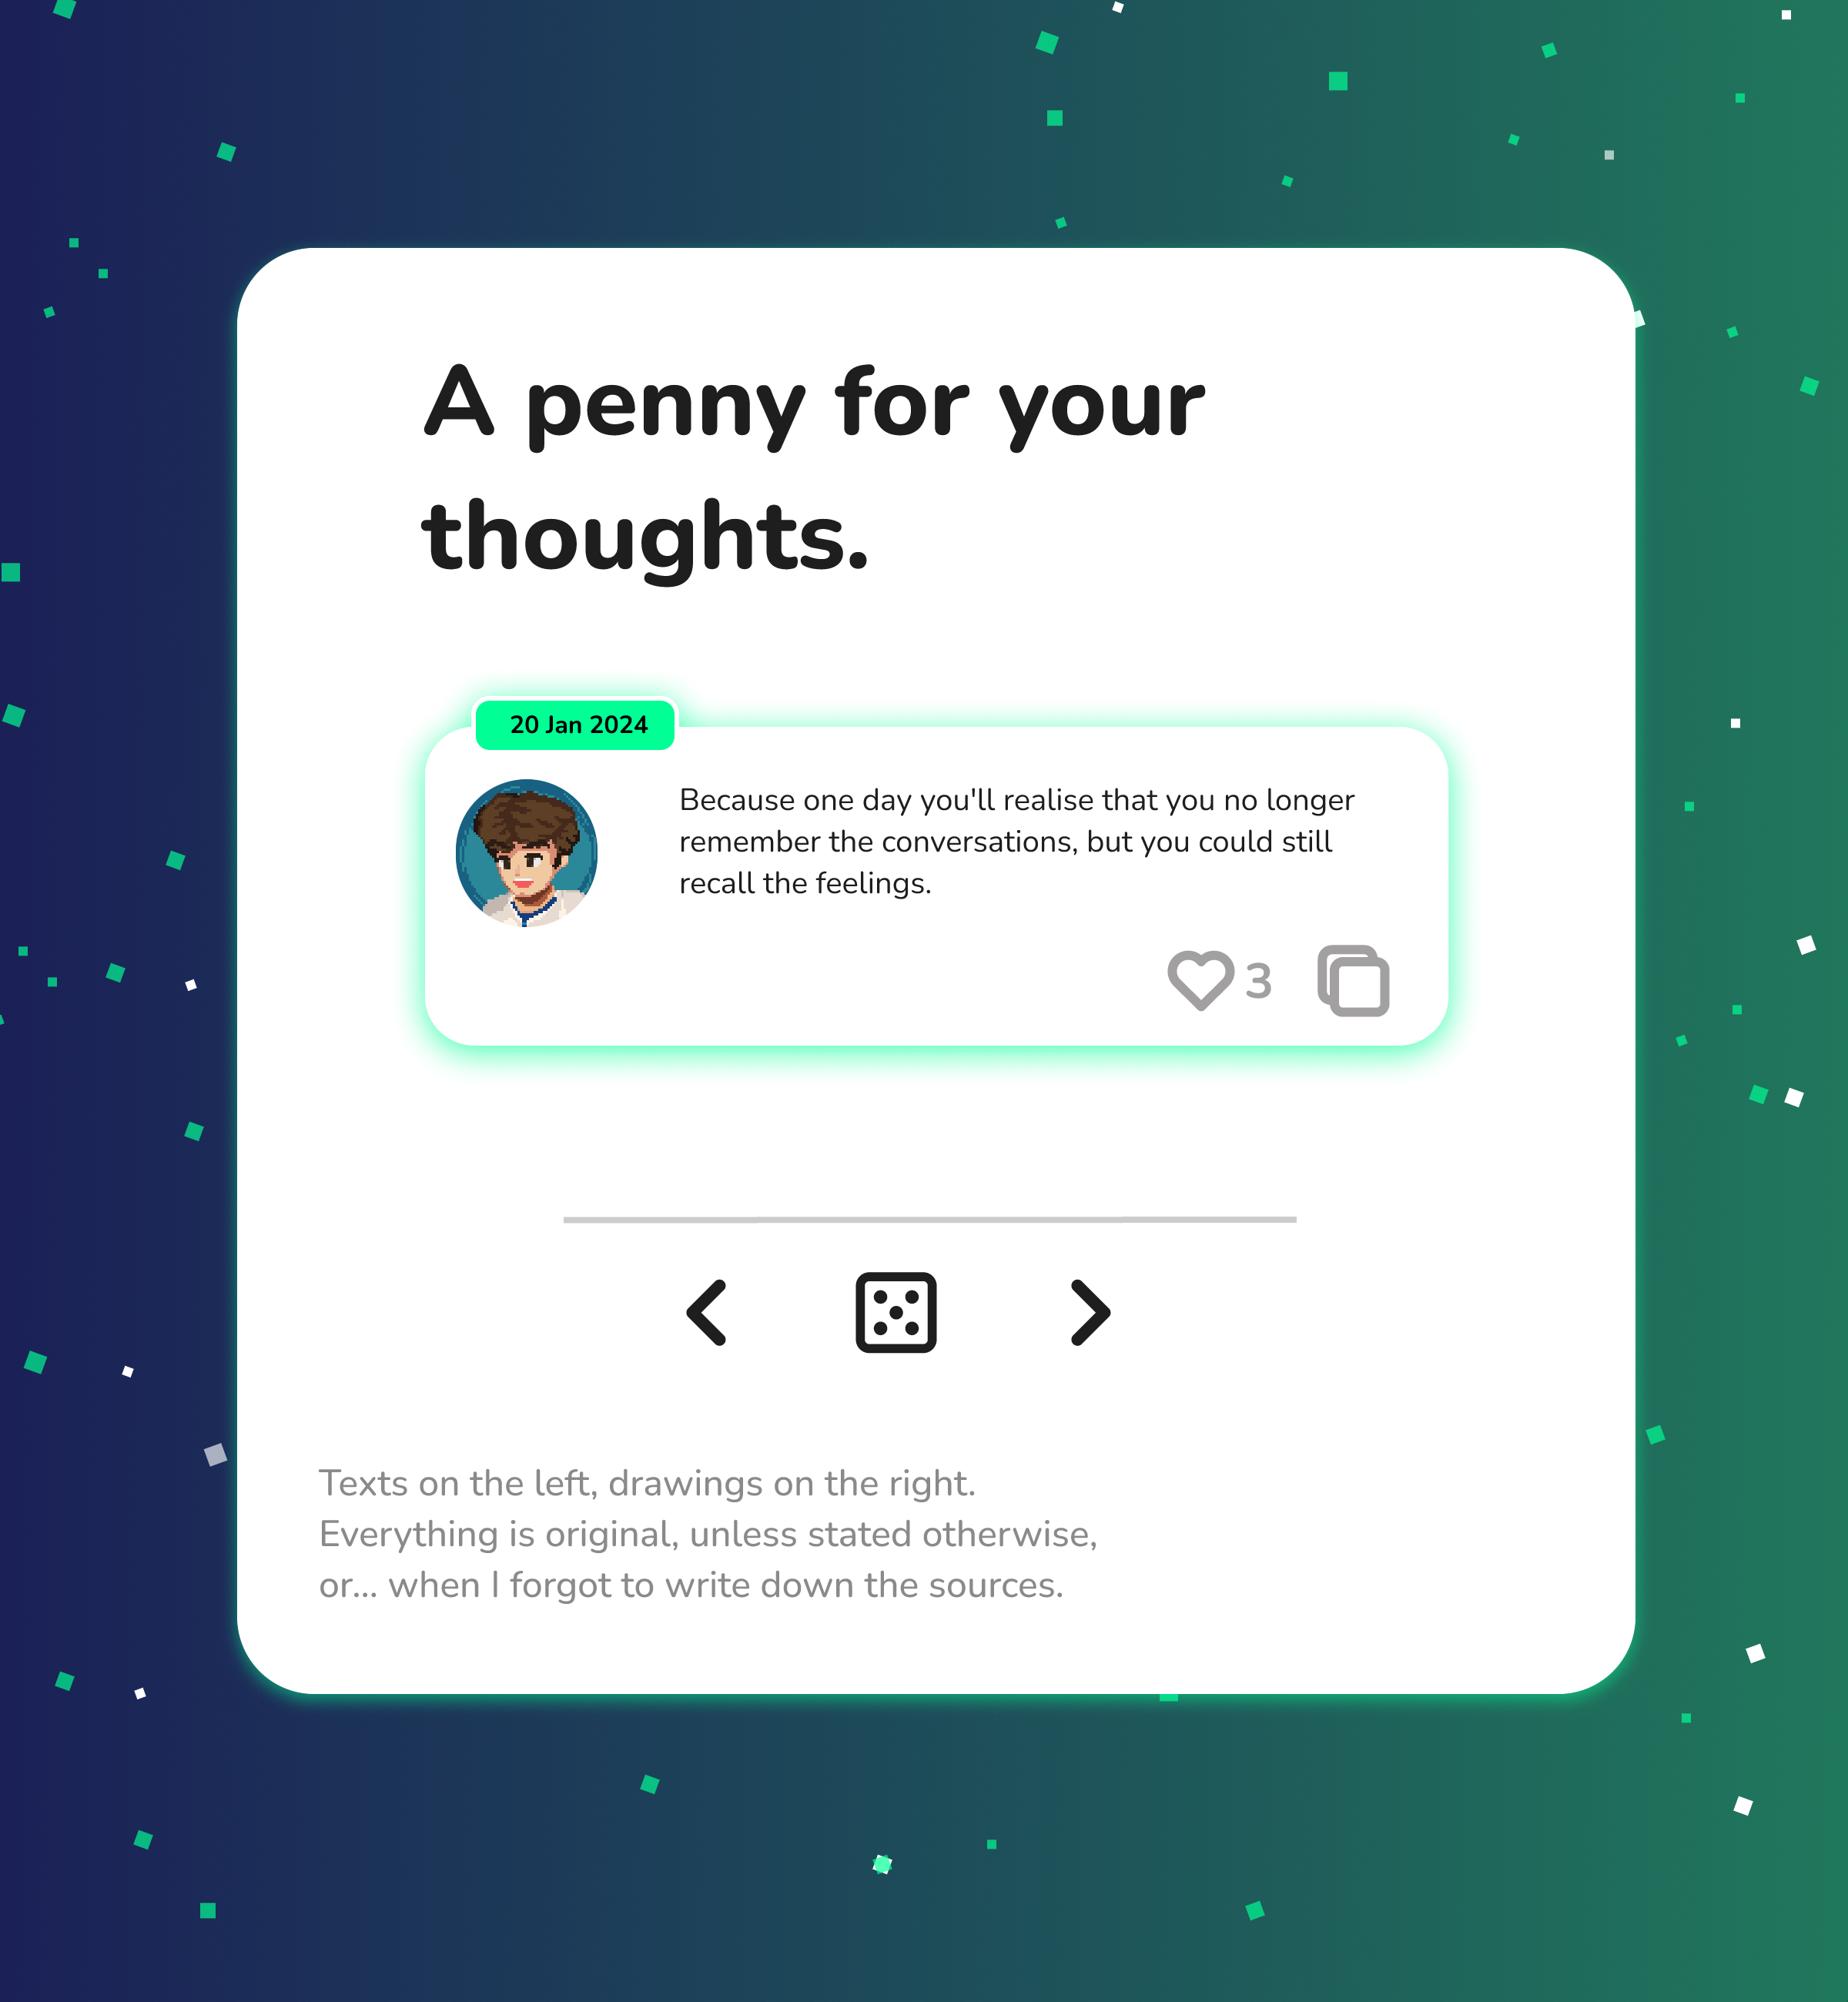 A penny for your
thoughts.
20 Jan 2024
Because one day you'll realise that you no longer
remember the conversations, but you could still
recall the feelings.
3
Texts on the left, drawings on the right.
Everything is original, unless stated otherwise,
or... when I forgot to write down the sources.